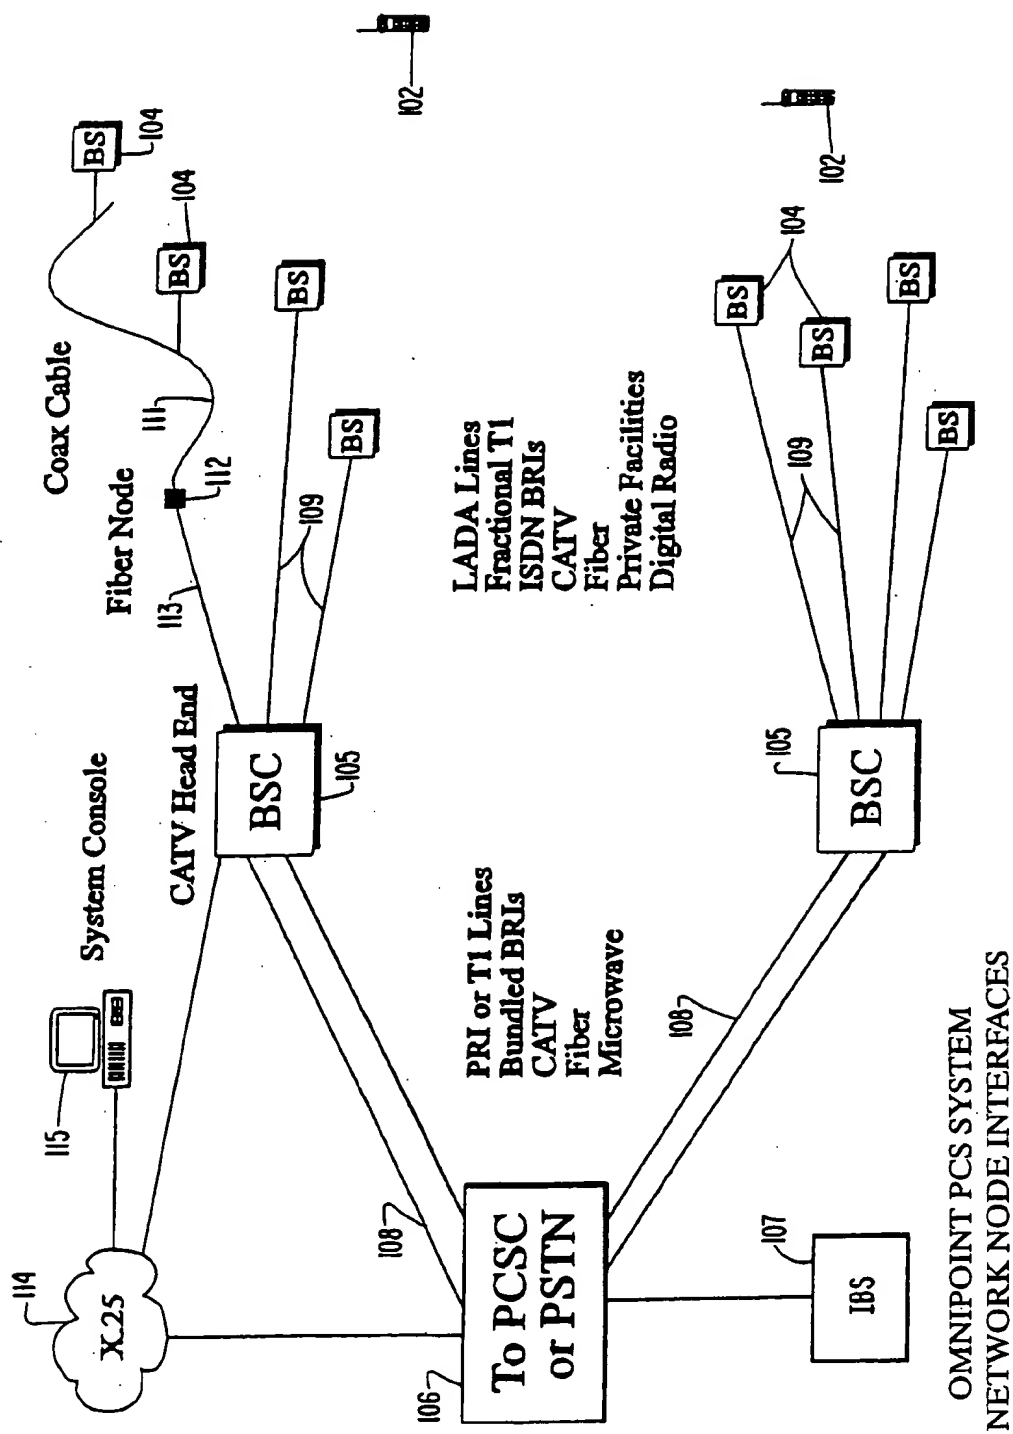 114
115
Coax Cable
System Console
BS
X.25
Fiber Node
111
104
113
CATV Head End
BS
104
112
BSC
BS
109
105
BS
108
102
106
To PCSC
or PSTN
PRI or T1 Lines
Bundled BRIs
CATV
Fiber
Microwave
LADA Lines
Fractional T1
ISDN BRIs
CATV
Fiber
Private Facilities
Digital Radio
108
BS
107
105
109
104
BS
102
IBS
BSC
BS
BS
OMNIPOINT PCS SYSTEM
NETWORK NODE INTERFACES